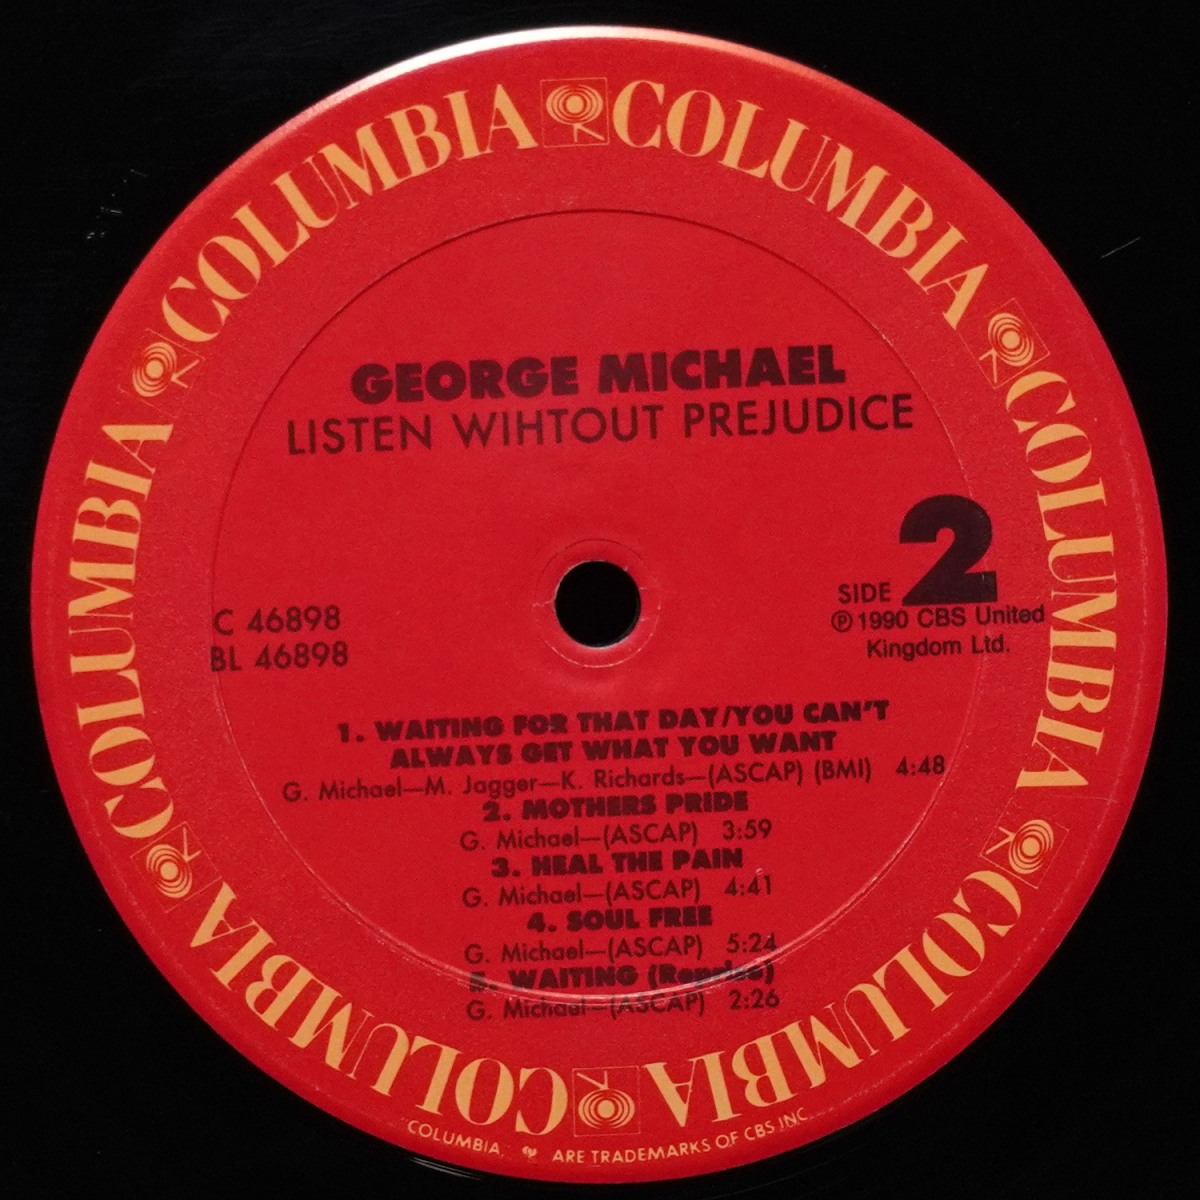 COLUMBIA COLUMBIA COLUMBIA COLUMBIA COLUMBIA COLUMBIA COLUMBIA COLUMBIA
GEORGE MICHAEL
LISTEN WIHTOUT PREJUDICE
SIDE 2
C 46898
BL 46898
℗ 1990 CBS United
Kingdom Ltd.
1. WAITING FOR THAT DAY/YOU CAN'T
ALWAYS GET WHAT YOU WANT
G. Michael—M. Jagger—K. Richards—(ASCAP) (BMI) 4:48
2. MOTHERS PRIDE
G. Michael—(ASCAP) 3:59
3. HEAL THE PAIN
G. Michael—(ASCAP) 4:41
4. SOUL FREE
G. Michael—(ASCAP) 5:24
5. WAITING (Reprise)
G. Michael—(ASCAP) 2:26
COLUMBIA, ARE TRADEMARKS OF CBS INC.